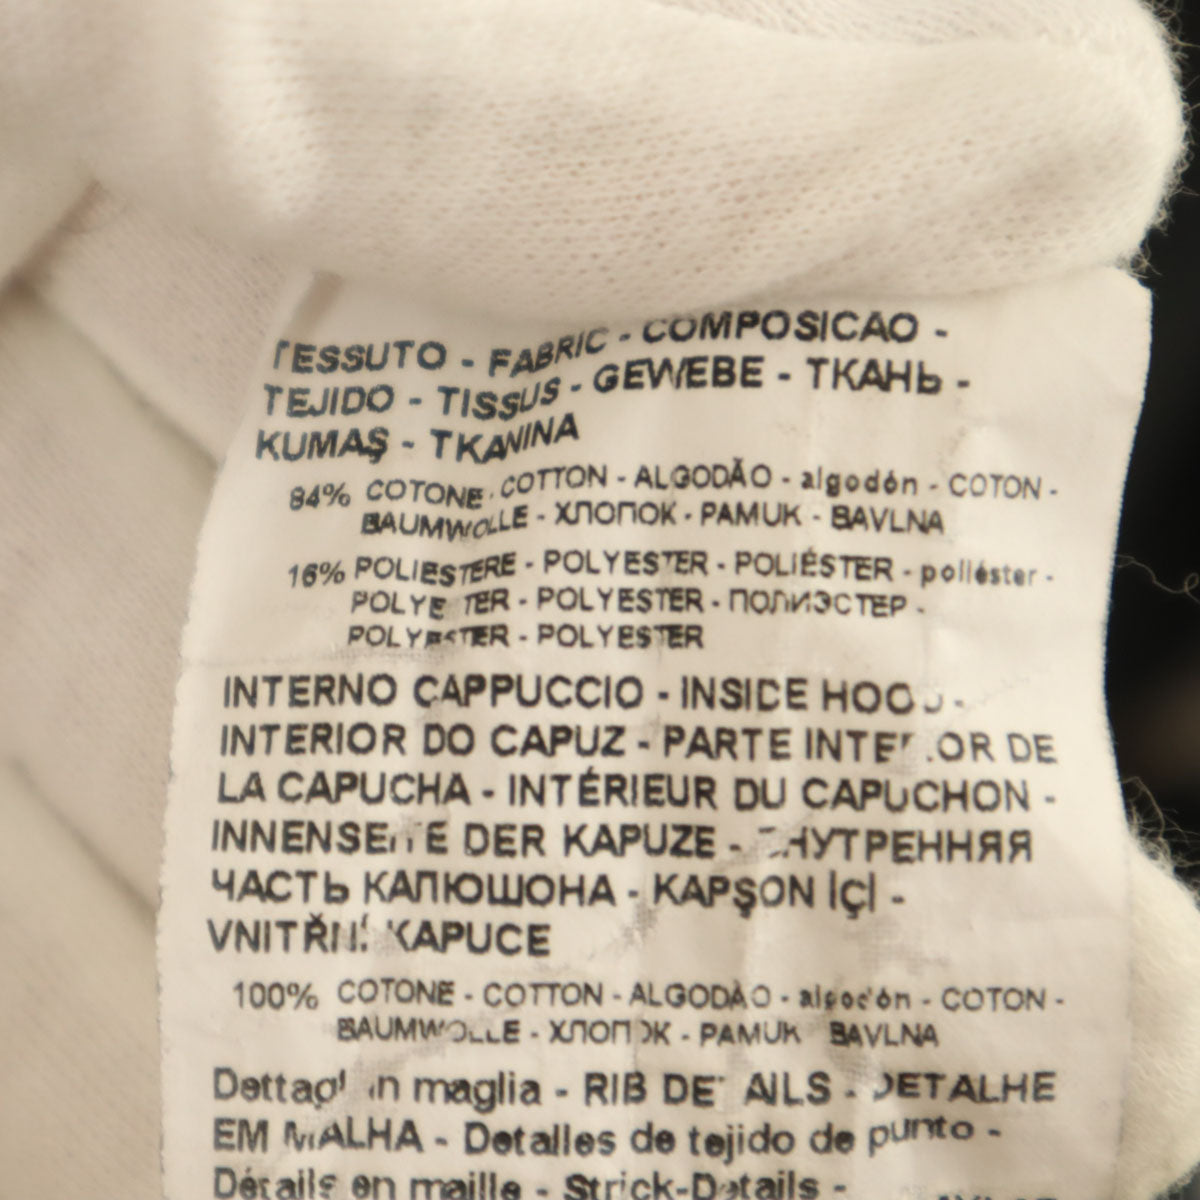 TESSUTO - FABRIC - COMPOSICAO -
TEJIDO - TISSUS - GEWEBE - ТКАНЬ -
KUMAŞ - TKANINA
84% COTONE - COTTON - ALGODÃO - algodón - COTON -
BAUMWOLLE - ХЛОПОК - PAMUK - BAVLNA
16% POLIESTERE - POLYESTER - POLIÉSTER - poliéster -
POLYESTER - POLYESTER - ПОЛИЭСТЕР -
POLYESTER - POLYESTER
INTERNO CAPPUCCIO - INSIDE HOOD -
INTERIOR DO CAPUZ - PARTE INTERIOR DE
LA CAPUCHA - INTÉRIEUR DU CAPUCHON -
INNENSEITE DER KAPUZE - ВНУТРЕННЯЯ
ЧАСТЬ КАПЮШОНА - KAPŞON İÇİ -
VNITŘNÍ KAPUCE
100% COTONE - COTTON - ALGODÃO - algodón - COTON -
BAUMWOLLE - ХЛОПОК - PAMUK BAVLNA
Dettagli in maglia - RIB DETAILS - DETALHE
EM MALHA - Detalles de tejido de punto -
Détails en maille - Strick-Details -